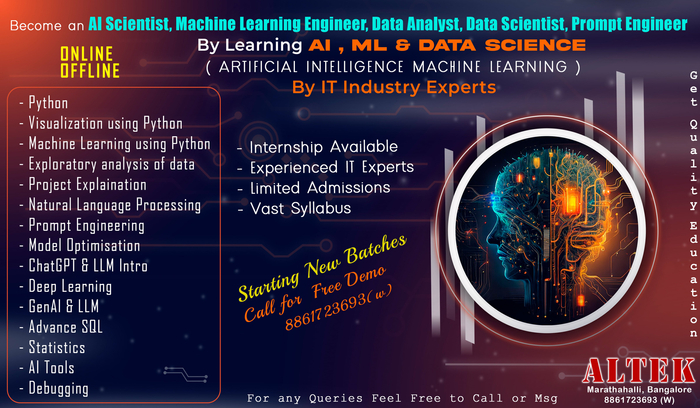 Become an AI Scientist, Machine Learning Engineer, Data Analyst, Data Scientist, Prompt Engineer
ONLINE
OFFLINE
By Learning AI , ML & DATA SCIENCE
( ARTIFICIAL INTELLIGENCE MACHINE LEARNING )
By IT Industry Experts
- Python
- Visualization using Python
- Machine Learning using Python
- Exploratory analysis of data
- Project Explaination
- Natural Language Processing
- Prompt Engineering
- Model Optimisation
- ChatGPT & LLM Intro
- Deep Learning
- GenAI & LLM
- Advance SQL
- Statistics
- AI Tools
- Debugging
- Internship Available
- Experienced IT Experts
- Limited Admissions
- Vast Syllabus
Starting New Batches
Call for Free Demo
8861723693(w)
Get Quality Education
ALTEK
Marathahalli, Bangalore
8861723693 (W)
For any Queries Feel Free to Call or Msg